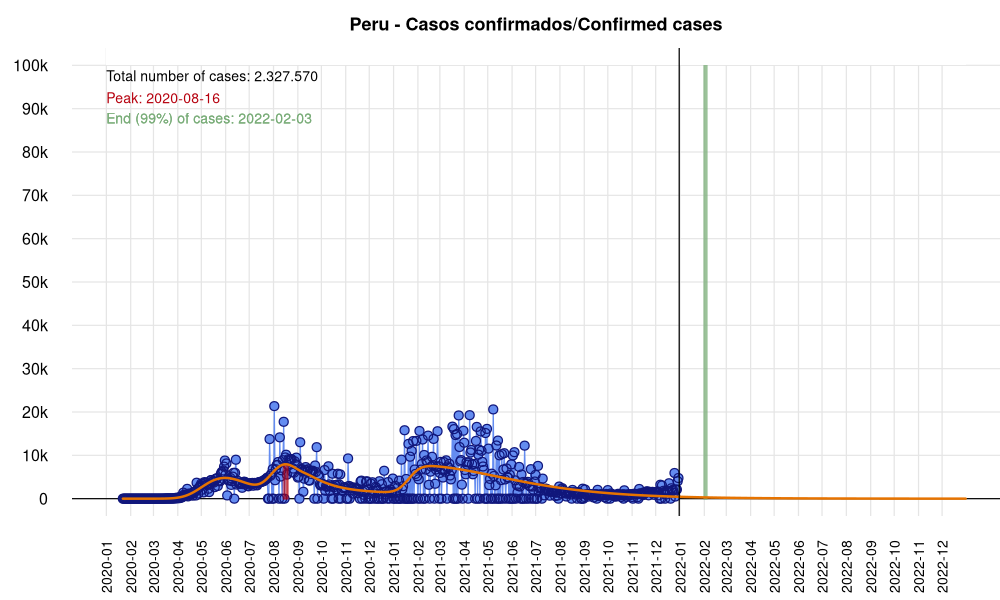 Peru - Casos confirmados/Confirmed cases
Total number of cases: 2.327.570
Peak: 2020-08-16
End (99%) of cases: 2022-02-03
100k
90k
80k
70k
60k
50k
40k
30k
20k
10k
0
2020-01
2020-02
2020-03
2020-04
2020-05
2020-06
2020-07
2020-08
2020-09
2020-10
2020-11
2020-12
2021-01
2021-02
2021-03
2021-04
2021-05
2021-06
2021-07
2021-08
2021-09
2021-10
2021-11
2021-12
2022-01
2022-02
2022-03
2022-04
2022-05
2022-06
2022-07
2022-08
2022-09
2022-10
2022-11
2022-12